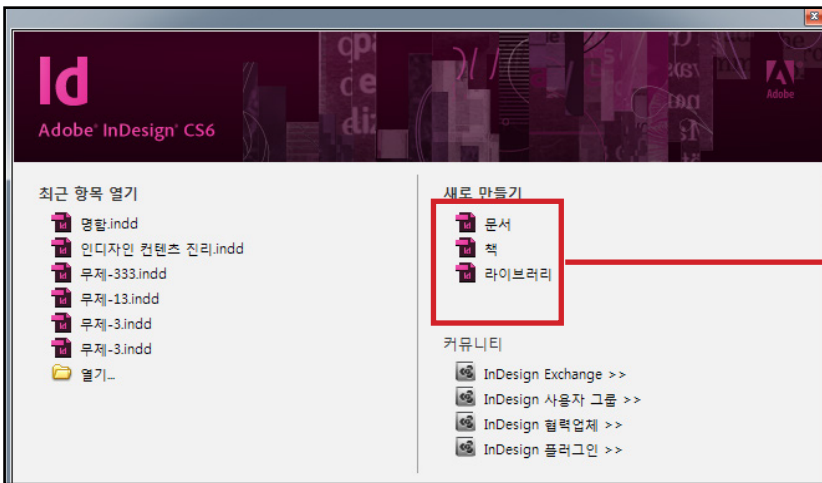 Id
Adobe® InDesign® CS6
Adobe
최근 항목 열기
명함.indd
인디자인 컨텐츠 진리.indd
무제-333.indd
무제-13.indd
무제-3.indd
무제-3.indd
열기...
새로 만들기
문서
책
라이브러리
커뮤니티
InDesign Exchange >>
InDesign 사용자 그룹 >>
InDesign 협력업체 >>
InDesign 플러그인 >>